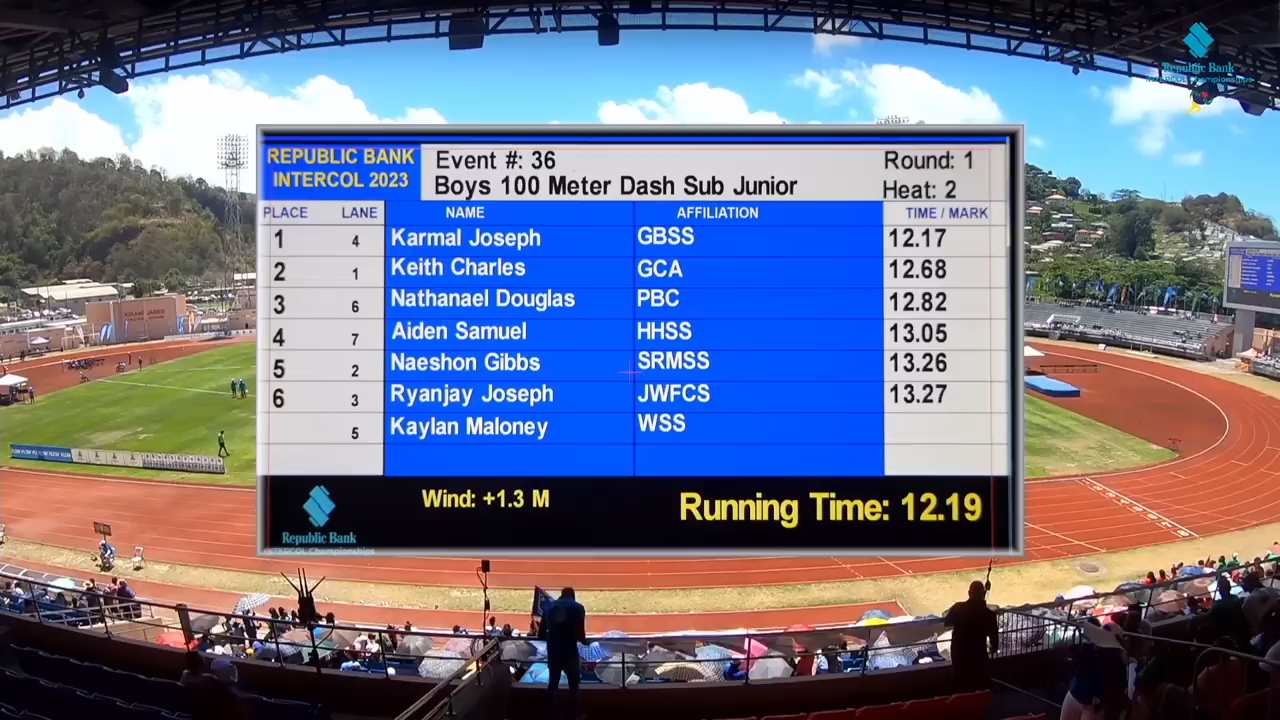 Republic Bank
INTERCOL Championships
REPUBLIC BANK
INTERCOL 2023
Event #: 36
Boys 100 Meter Dash Sub Junior
Round: 1
Heat: 2
PLACE LANE NAME AFFILIATION TIME / MARK
1 4 Karmal Joseph GBSS 12.17
2 1 Keith Charles GCA 12.68
3 6 Nathanael Douglas PBC 12.82
4 7 Aiden Samuel HHSS 13.05
5 2 Naeshon Gibbs SRMSS 13.26
6 3 Ryanjay Joseph JWFCS 13.27
5 Kaylan Maloney WSS
Wind: +1.3 M
Running Time: 12.19
Republic Bank
INTERCOL Championships